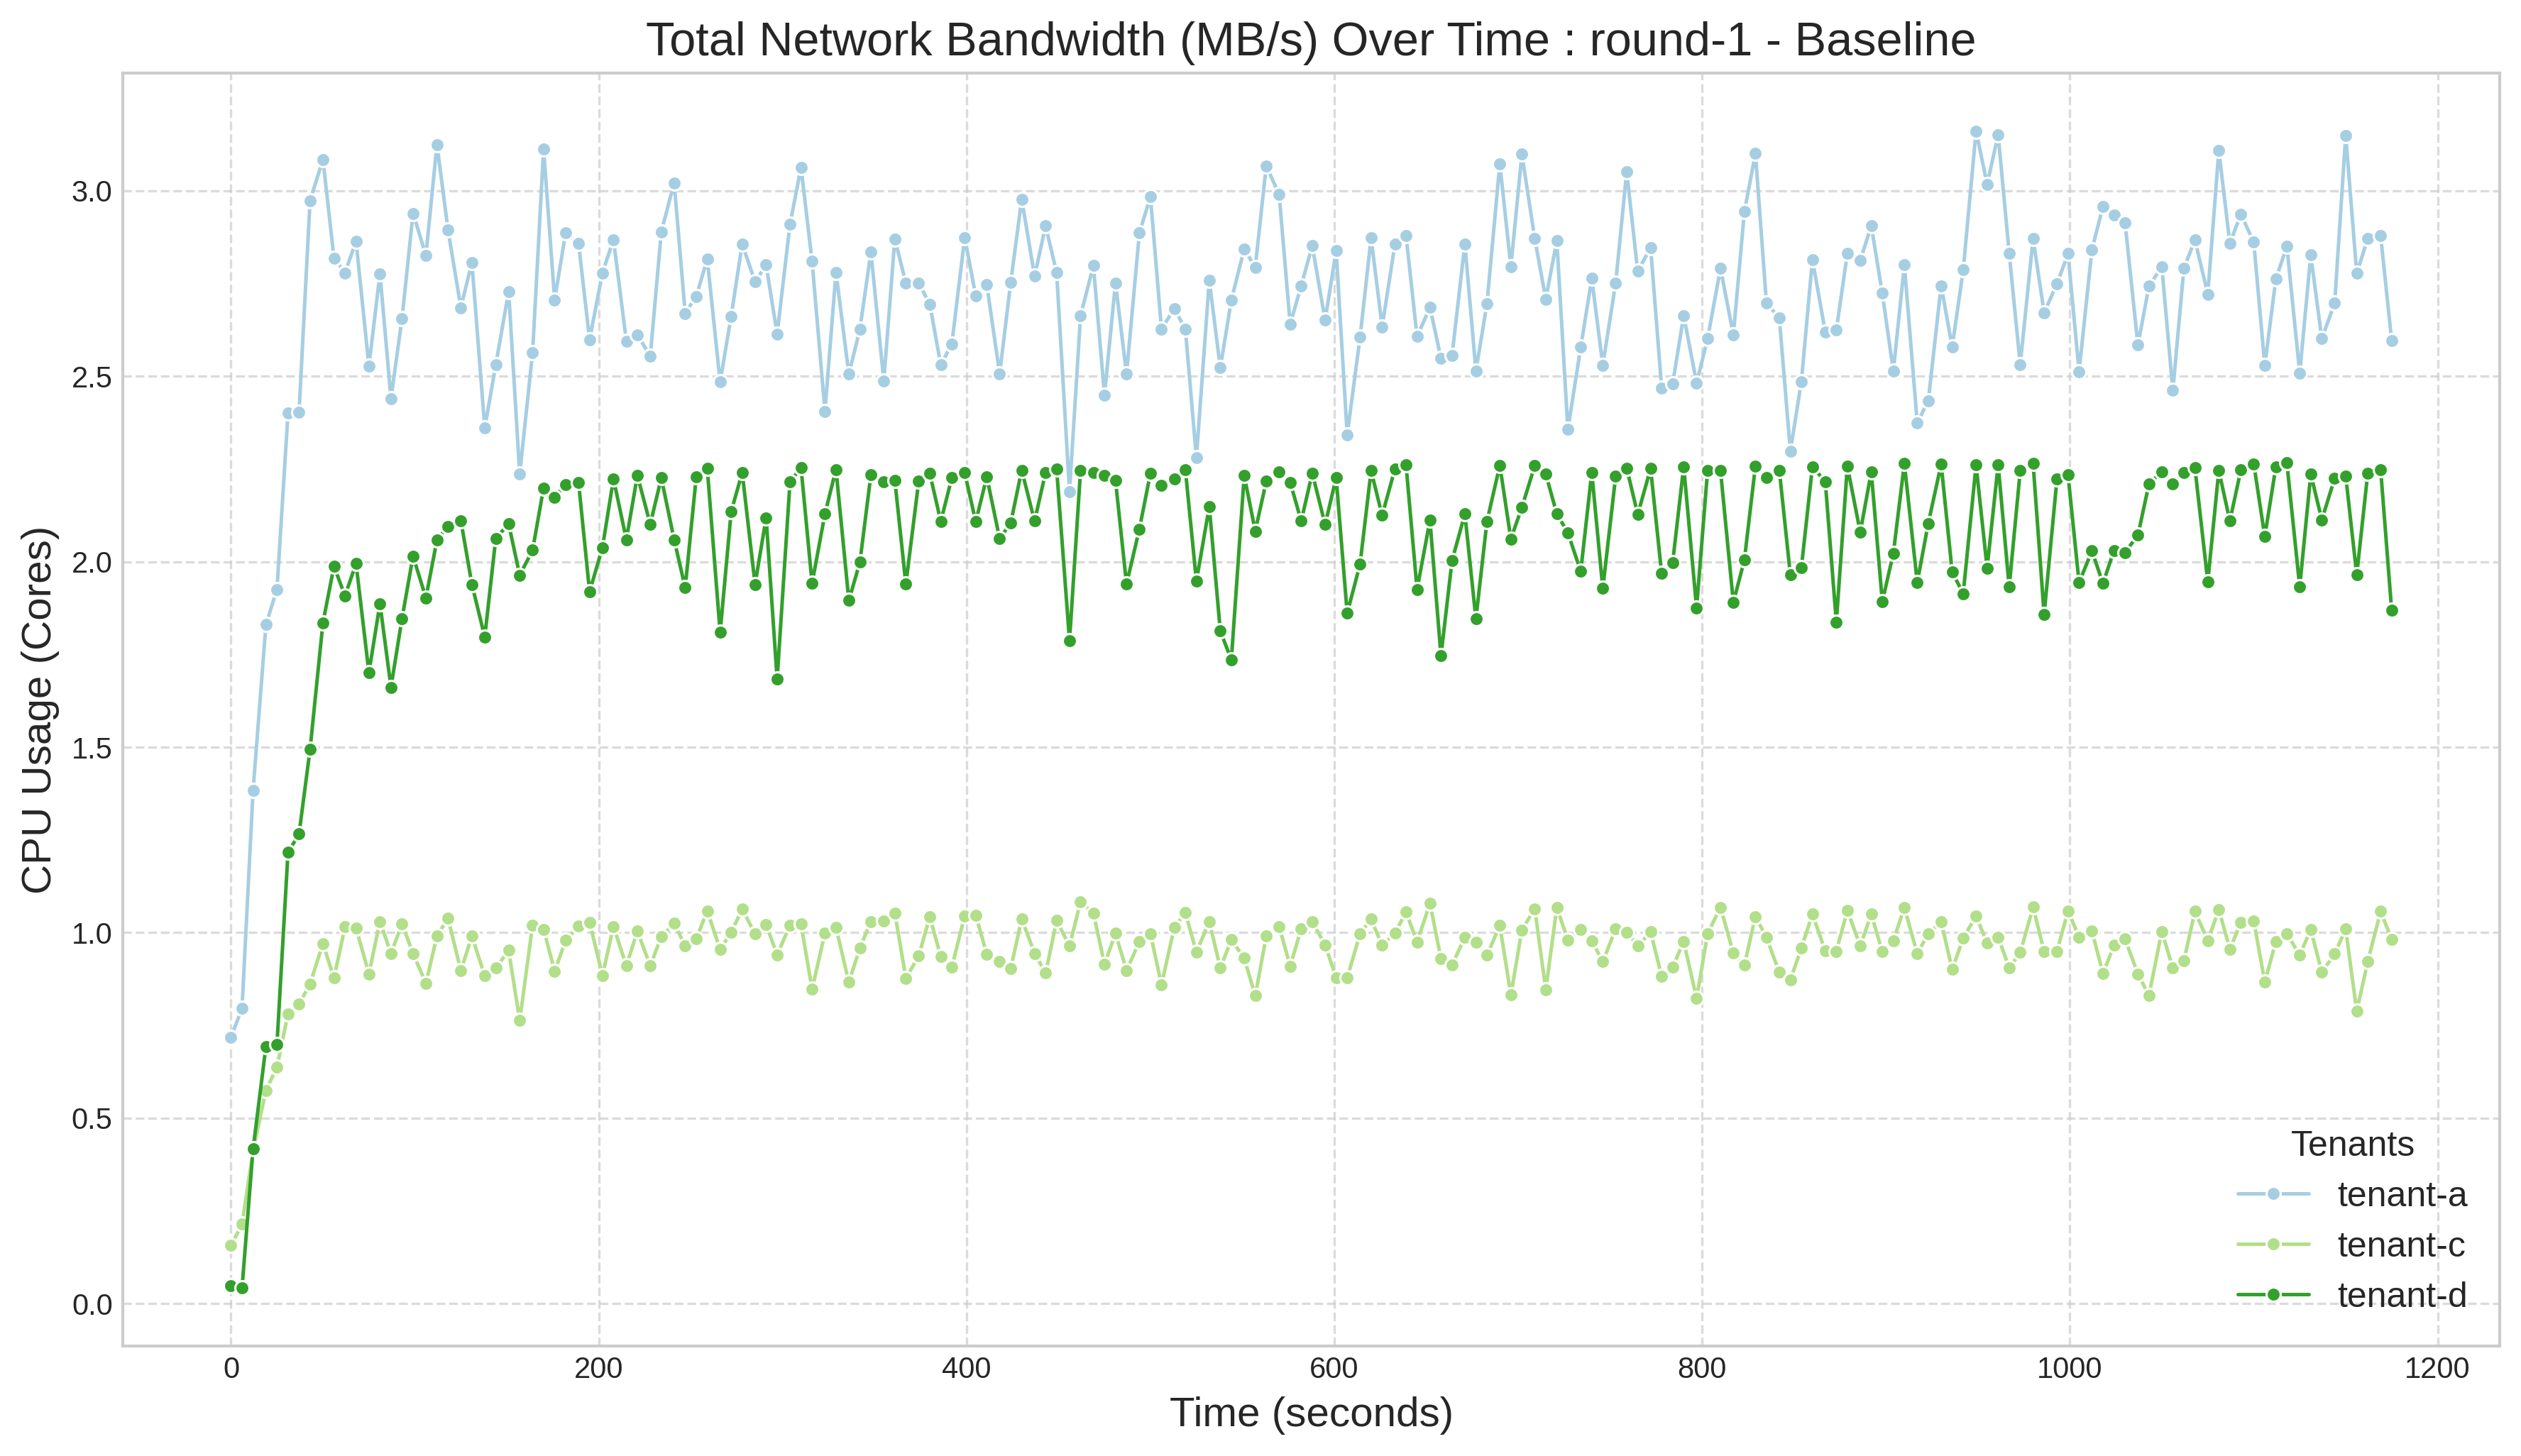 Total Network Bandwidth (MB/s) Over Time : round-1 - Baseline
CPU Usage (Cores)
3.0
2.5
2.0
1.5
1.0
0.5
0.0
Tenants
tenant-a
tenant-c
tenant-d
0 200 400 600 800 1000 1200
Time (seconds)